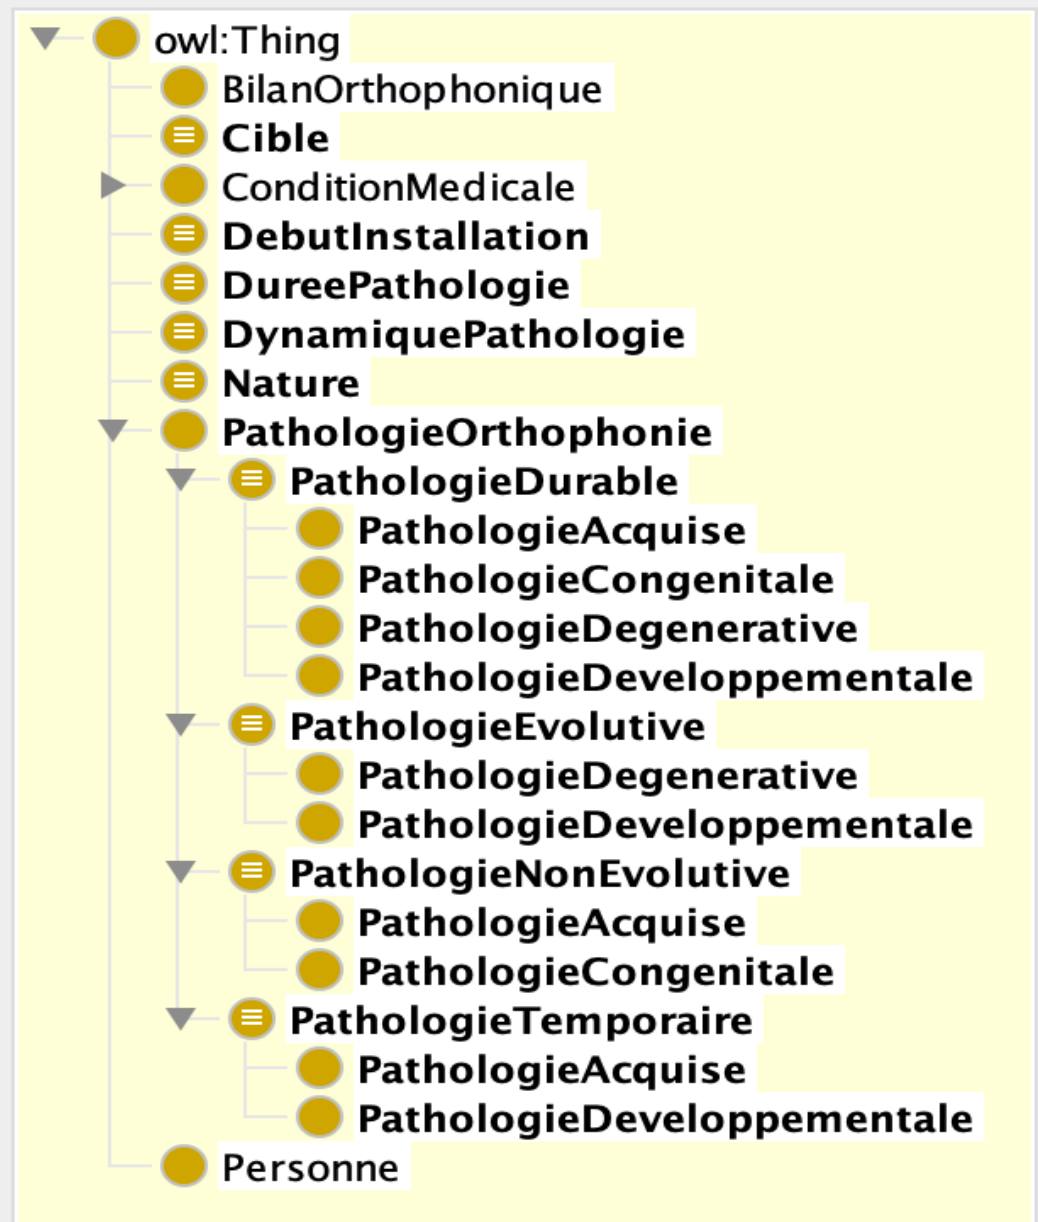 owl:Thing
BilanOrthophonique
Cible
ConditionMedicale
DebutInstallation
DureePathologie
DynamiquePathologie
Nature
PathologieOrthophonie
PathologieDurable
PathologieAcquise
PathologieCongenitale
PathologieDegenerative
PathologieDeveloppementale
PathologieEvolutive
PathologieDegenerative
PathologieDeveloppementale
PathologieNonEvolutive
PathologieAcquise
PathologieCongenitale
PathologieTemporaire
PathologieAcquise
PathologieDeveloppementale
Personne